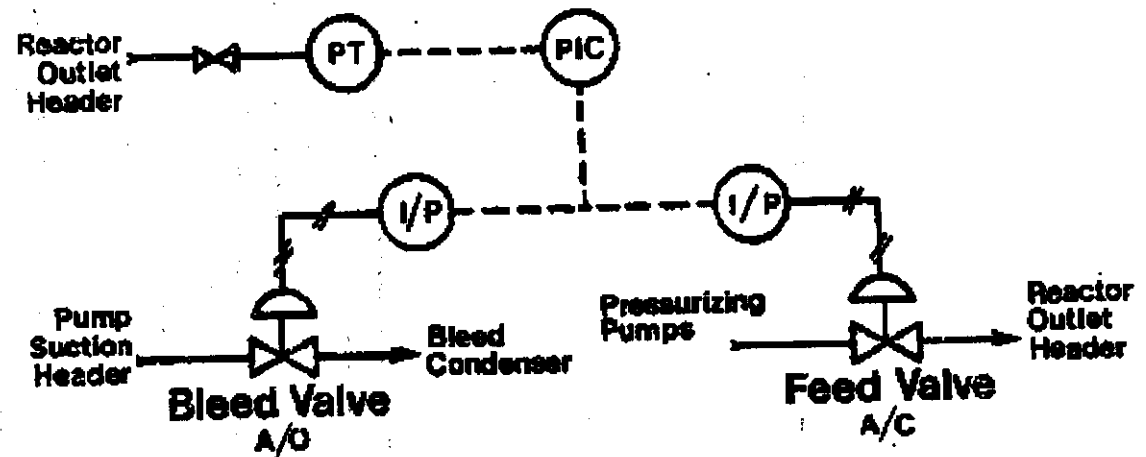 Reactor
Outlet
Header
PT
PIC
I/P
I/P
Pump
Suction
Header
Bleed
Condenser
Bleed Valve
A/O
Pressurizing
Pumps
Reactor
Outlet
Header
Feed Valve
A/C